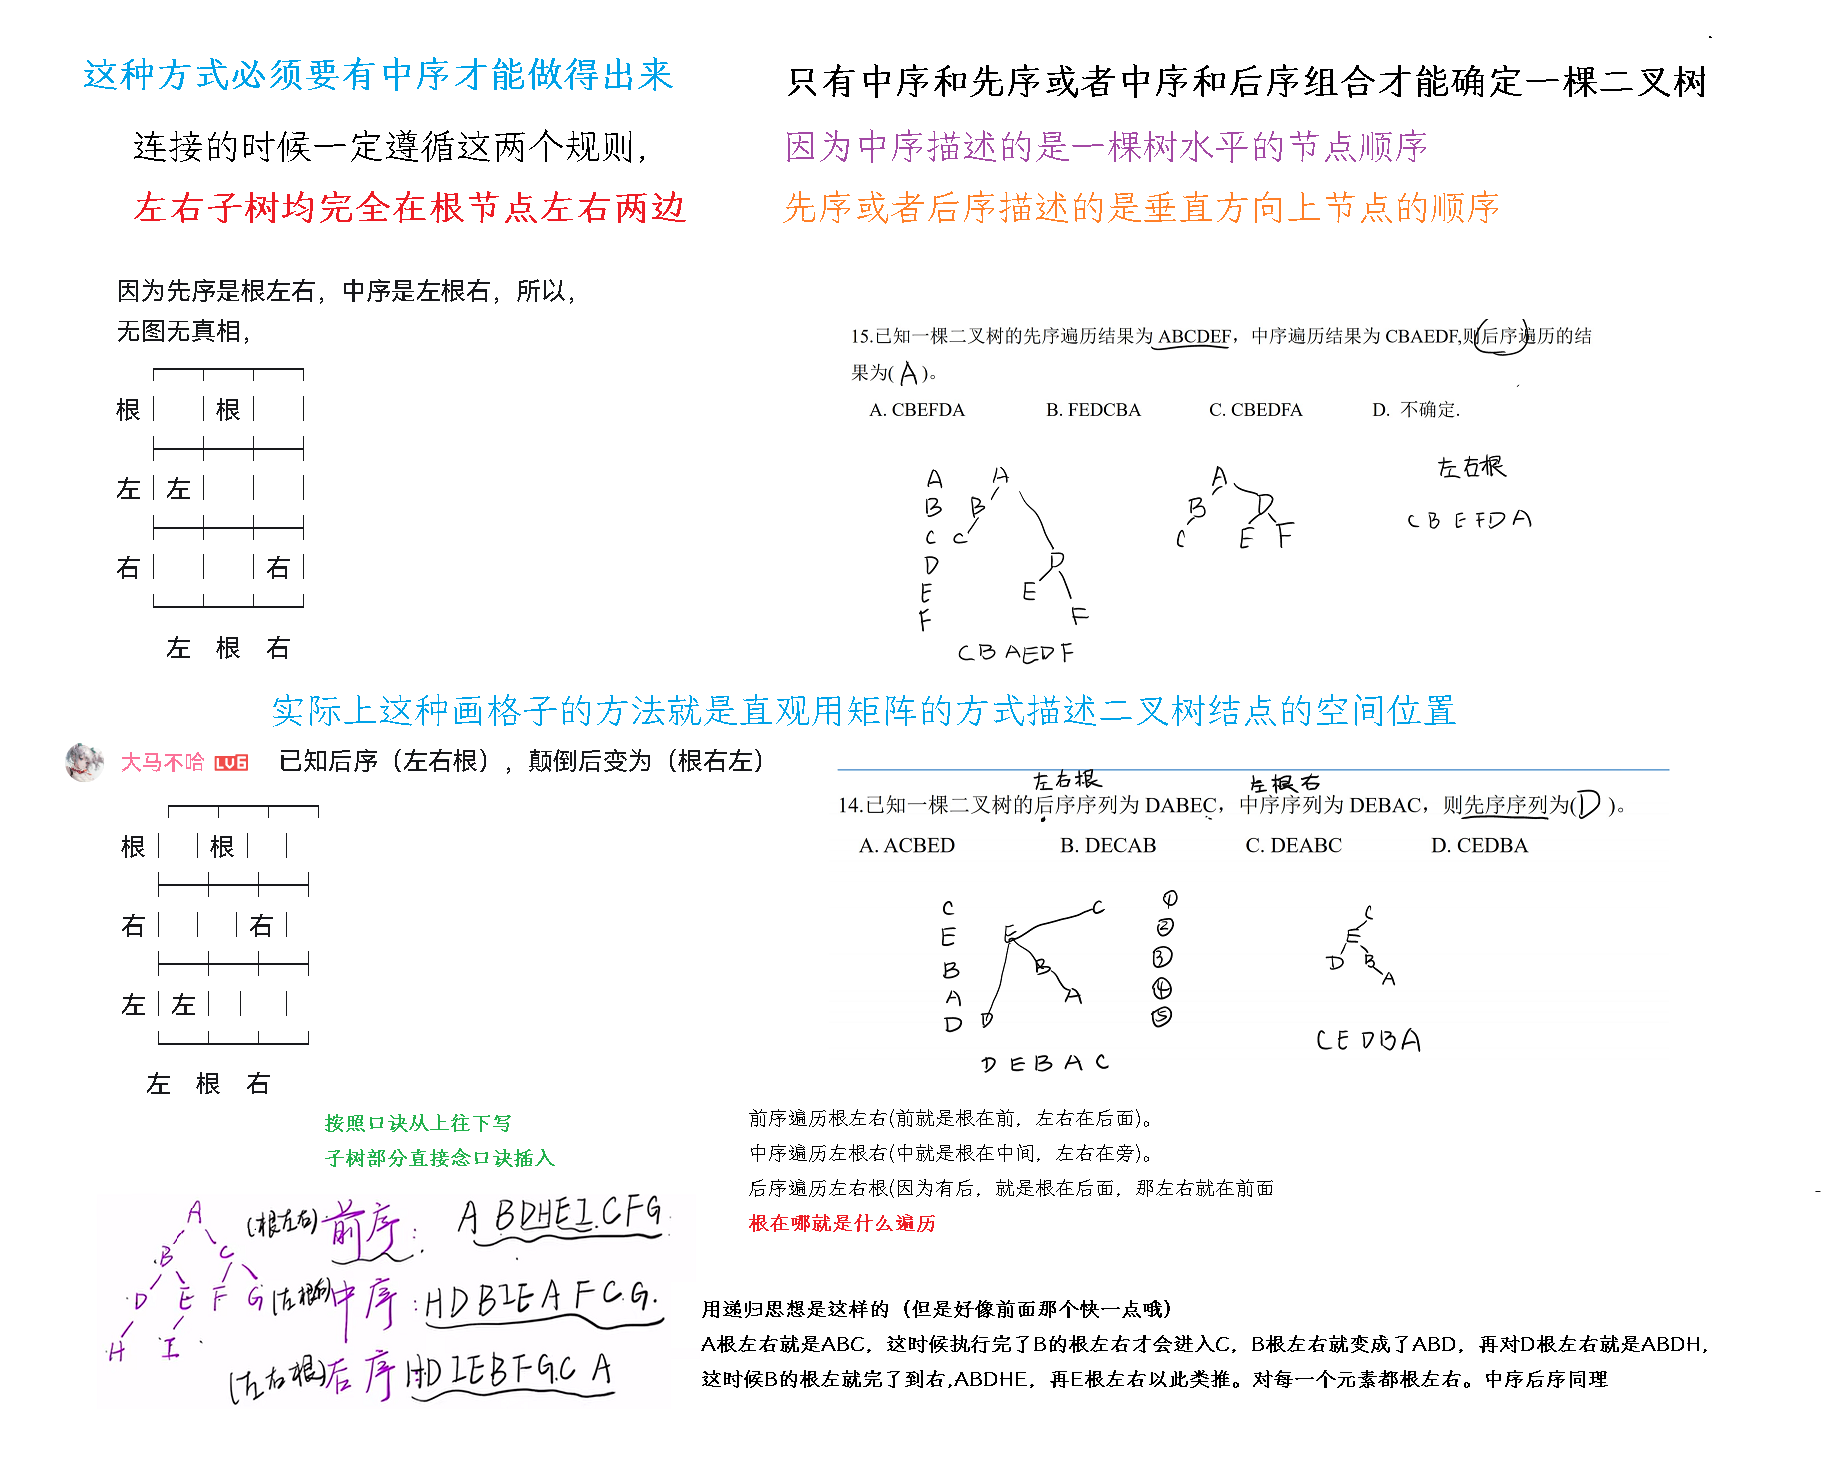 这种方式必须要有中序才能做得出来
连接的时候一定遵循这两个规则，
左右子树均完全在根节点左右两边
只有中序和先序或者中序和后序组合才能确定一棵二叉树
因为中序描述的是一棵树水平的节点顺序
先序或者后序描述的是垂直方向上节点的顺序
因为先序是根左右，中序是左根右，所以，
无图无真相，
根 根
左 左
右 右
左 根 右
15.已知一棵二叉树的先序遍历结果为 ABCDEF，中序遍历结果为 CBAEDF,则后序遍历的结
果为( A )。
A. CBEFDA B. FEDCBA C. CBEDFA D. 不确定.
A
B
C
D
E
F
A
B
C
D
E
F
CBAEDF
A
B D
C E F
左右根
CBEFDA
实际上这种画格子的方法就是直观用矩阵的方式描述二叉树结点的空间位置
大马不哈 LV6 已知后序（左右根），颠倒后变为（根右左）
根 根
右 右
左 左
左 根 右
左右根 左根右
14.已知一棵二叉树的后序序列为 DABEC，中序序列为 DEBAC，则先序序列为( D )。
A. ACBED B. DECAB C. DEABC D. CEDBA
C
E
B
A
D
C
E
B
A
D
DEBAC
①
②
③
④
⑤
C
E
D B
A
CEDBA
按照口诀从上往下写
子树部分直接念口诀插入
前序遍历根左右(前就是根在前，左右在后面)。
中序遍历左根右(中就是根在中间，左右在旁)。
后序遍历左右根(因为有后，就是根在后面，那左右就在前面
根在哪就是什么遍历
A
B C
D E F G
H I
(根左右) 前序： A BDHEI.CFG
(左根右) 中序：HDBIEAFC.G.
(左右根) 后序 HDIEBFG.CA
用递归思想是这样的（但是好像前面那个快一点哦）
A根左右就是ABC，这时候执行完了B的根左右才会进入C，B根左右就变成了ABD，再对D根左右就是ABDH，
这时候B的根左就完了到右,ABDHE，再E根左右以此类推。对每一个元素都根左右。中序后序同理